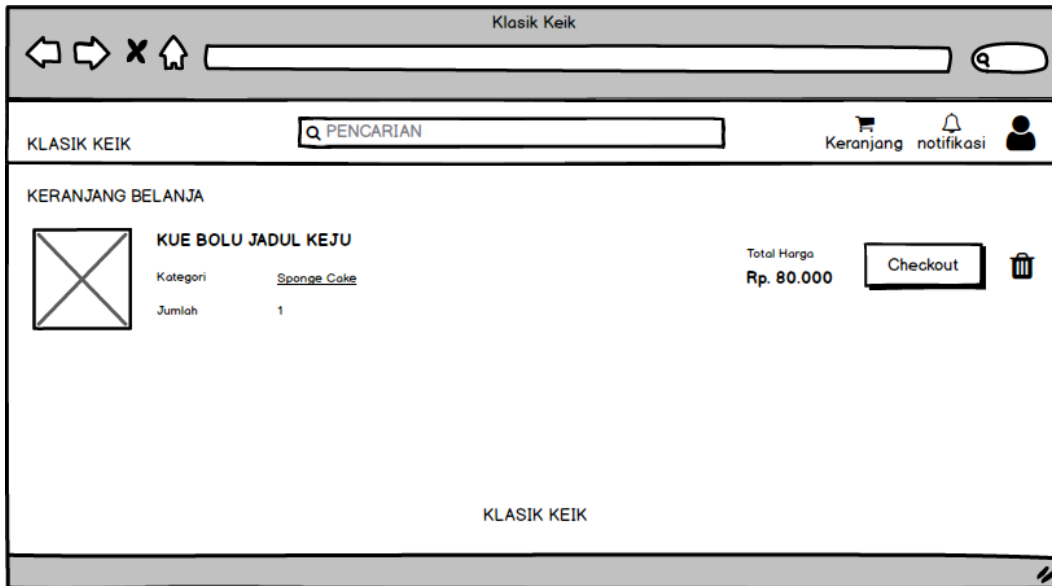 Klasik Keik
KLASIK KEIK
PENCARIAN
Keranjang
notifikasi
KERANJANG BELANJA
KUE BOLU JADUL KEJU
Kategori
Sponge Cake
Jumlah
1
Total Harga
Rp. 80.000
Checkout
KLASIK KEIK